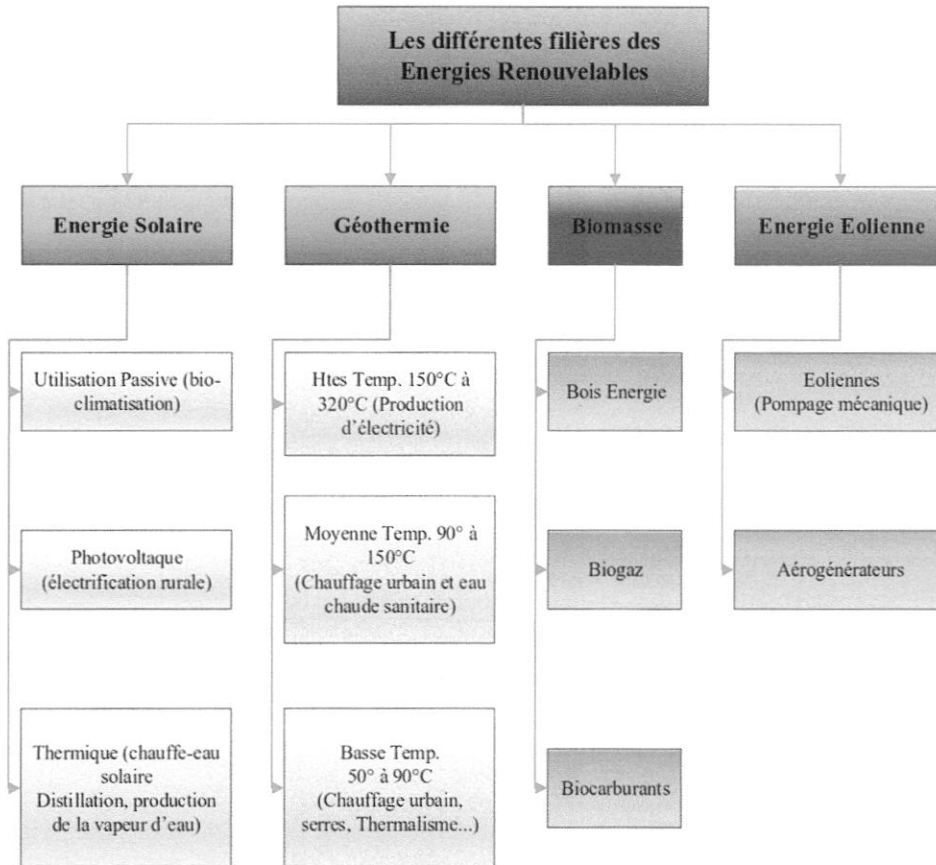 Les différentes filières des
Energies Renouvelables
Energie Solaire
Géothermie
Biomasse
Energie Eolienne
Utilisation Passive (bio-
climatisation)
Htes Temp. 150°C à
320°C (Production
d'électricité)
Bois Energie
Eoliennes
(Pompage mécanique)
Photovoltaque
(électrification rurale)
Moyenne Temp. 90° à
150°C
(Chauffage urbain et eau
chaude sanitaire)
Biogaz
Aérogénérateurs
Thermique (chauffe-eau
solaire
Distillation, production
de la vapeur d'eau)
Basse Temp.
50° à 90°C
(Chauffage urbain,
serres, Thermalisme...)
Biocarburants